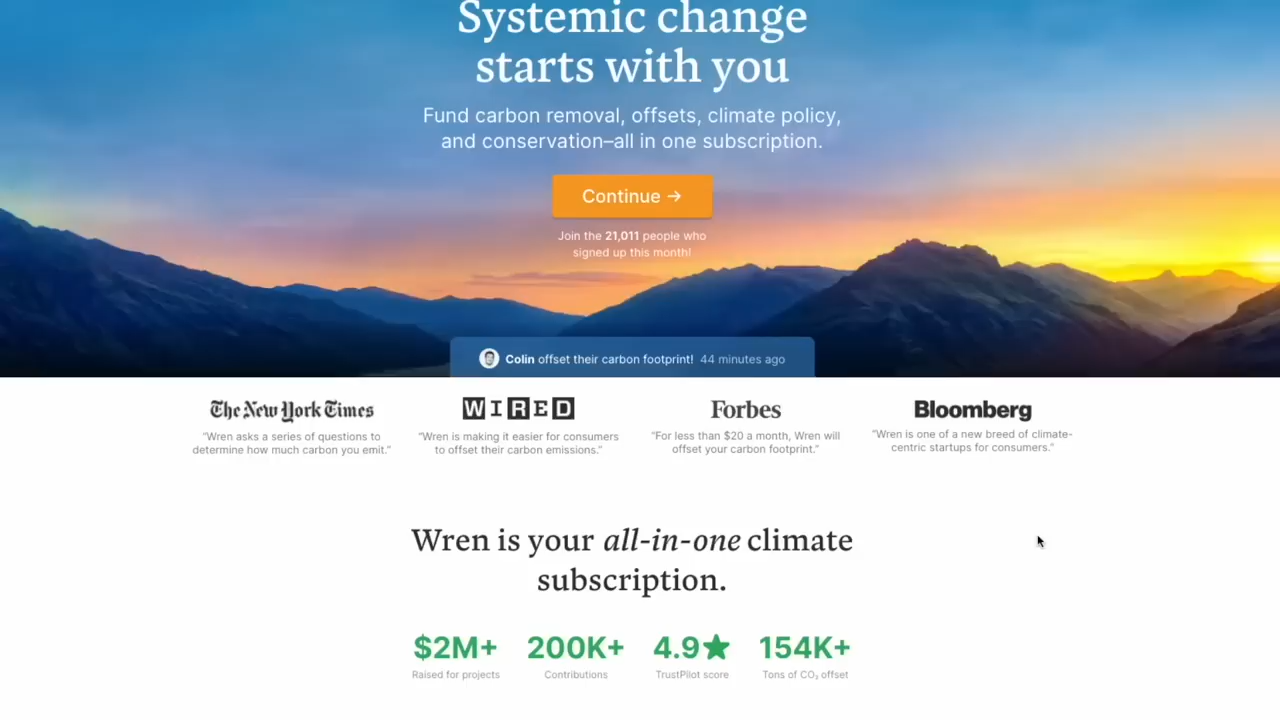 Systemic change
starts with you
Fund carbon removal, offsets, climate policy,
and conservation–all in one subscription.
Continue →
Join the 21,011 people who
signed up this month!
Colin offset their carbon footprint! 44 minutes ago
The New York Times
"Wren asks a series of questions to
determine how much carbon you emit."
WIRED
"Wren is making it easier for consumers
to offset their carbon emissions."
Forbes
"For less than $20 a month, Wren will
offset your carbon footprint."
Bloomberg
"Wren is one of a new breed of climate-
centric startups for consumers."
Wren is your all-in-one climate
subscription.
$2M+
Raised for projects
200K+
Contributions
4.9★
TrustPilot score
154K+
Tons of CO₂ offset